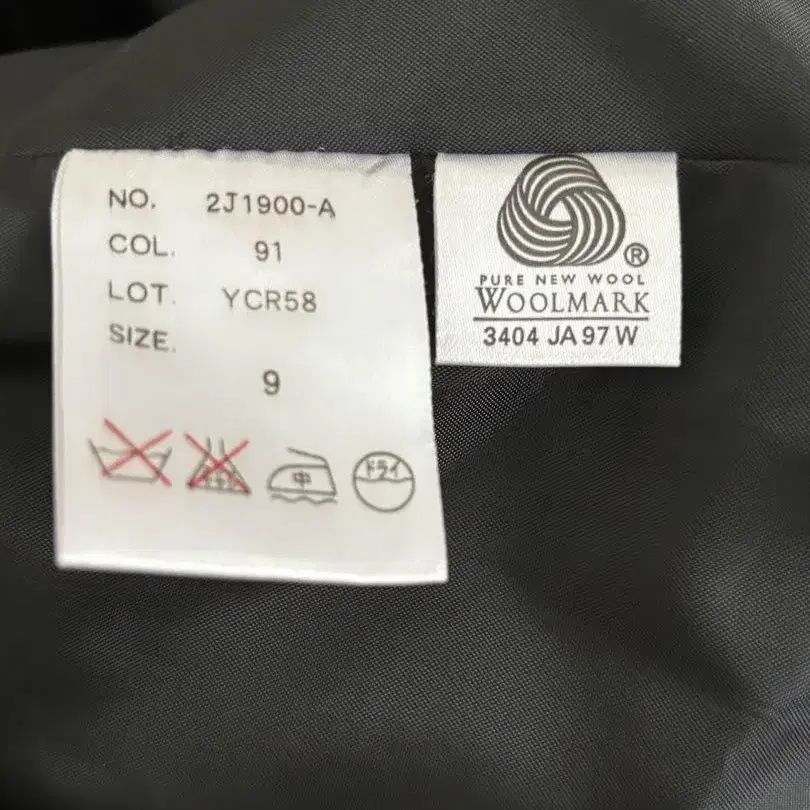 NO. 2J1900-A
COL. 91
LOT. YCR58
SIZE.
9
中
ドライ
®
PURE NEW WOOL
WOOLMARK
3404 JA 97 W